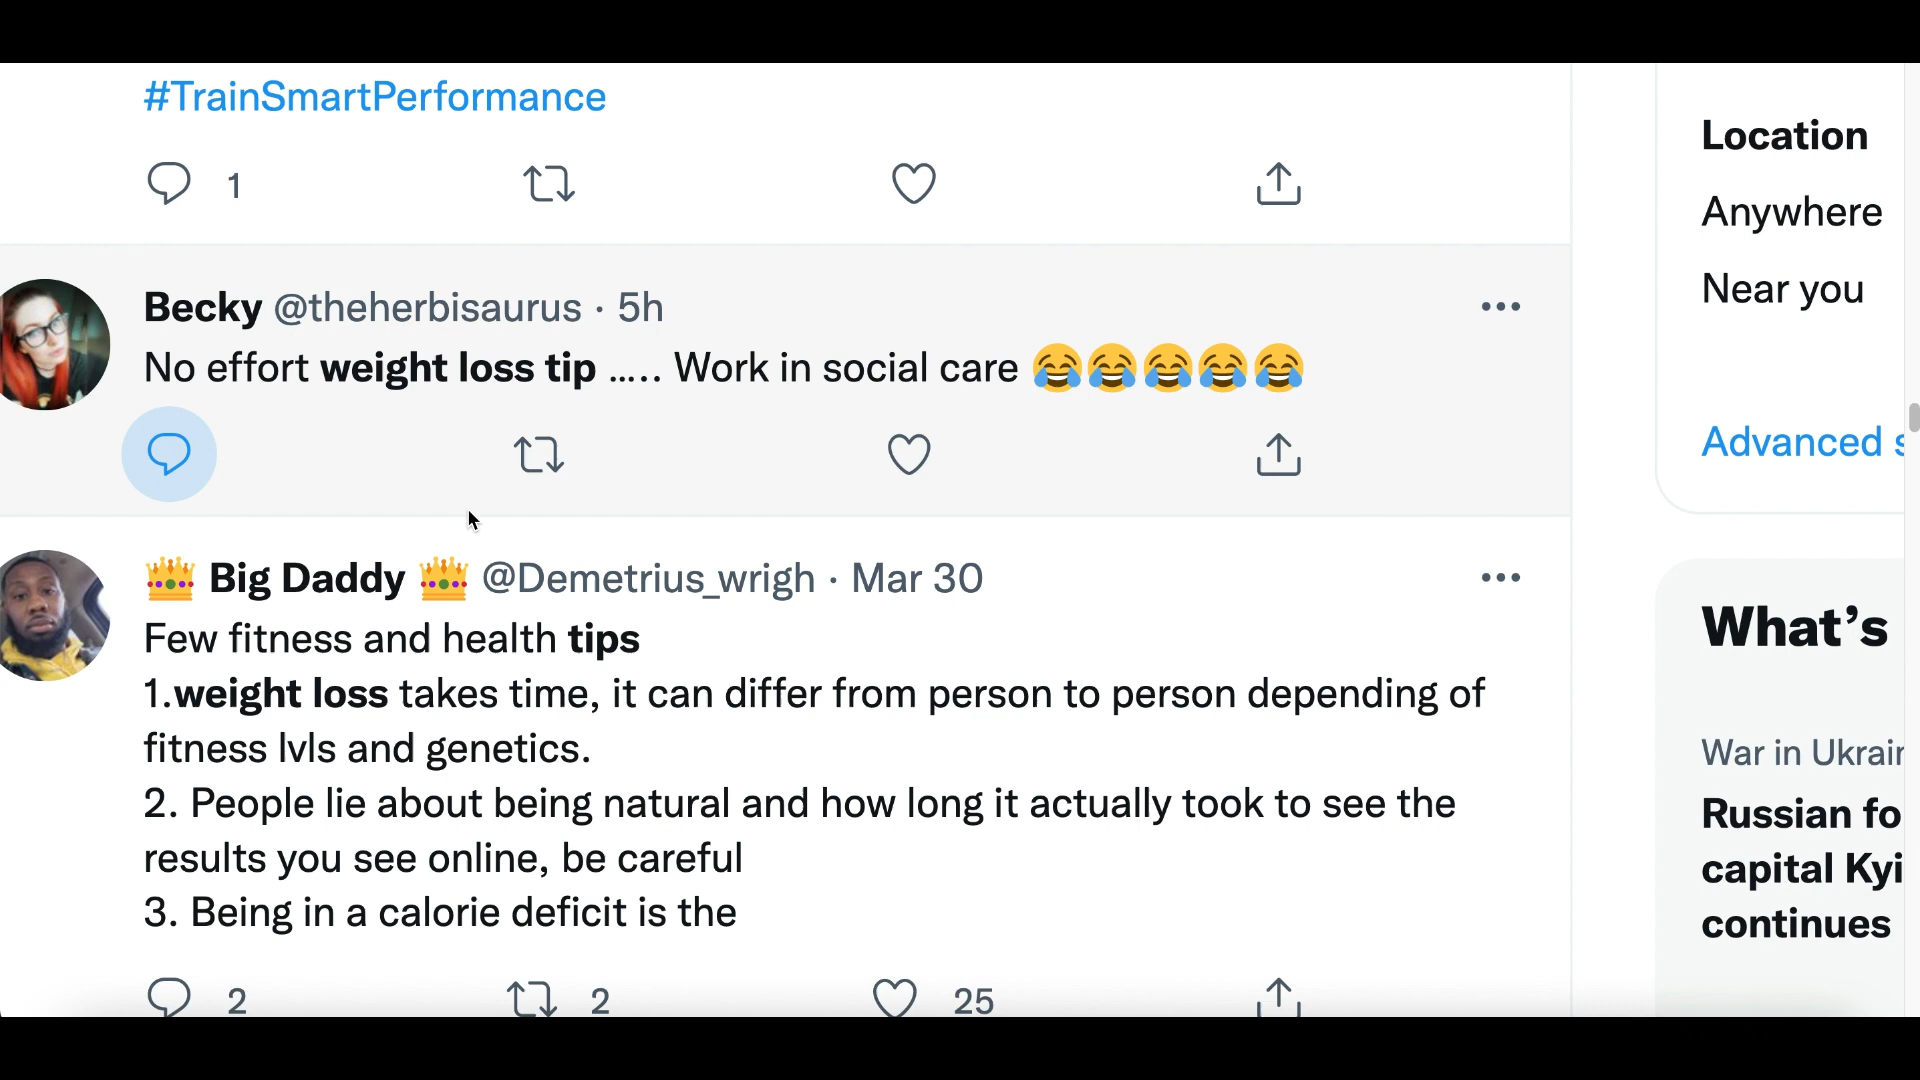 #TrainSmartPerformance
1
Becky @theherbisaurus · 5h
No effort weight loss tip ..... Work in social care 😂😂😂😂😂
👑 Big Daddy 👑 @Demetrius_wrigh · Mar 30
Few fitness and health tips
1.weight loss takes time, it can differ from person to person depending of
fitness lvls and genetics.
2. People lie about being natural and how long it actually took to see the
results you see online, be careful
3. Being in a calorie deficit is the
2 2 25
Location
Anywhere
Near you
Advanced s
What’s
War in Ukrain
Russian fo
capital Kyi
continues